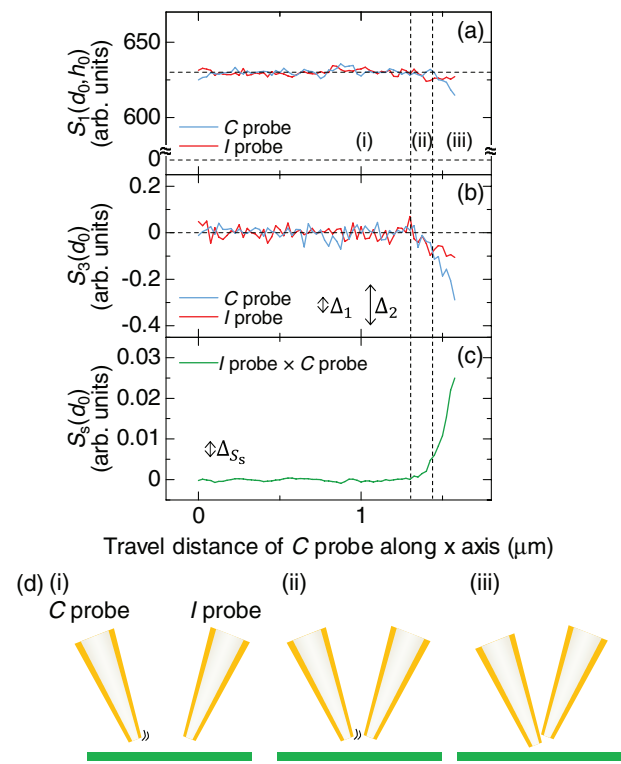 (a)
650
600
0
S₁(d₀,h₀)
(arb. units)
C probe
I probe
(i)
(ii)
(iii)
(b)
0.2
0
-0.2
-0.4
S₃(d₀)
(arb. units)
C probe
I probe
Δ₁
Δ₂
(c)
0.03
0.02
0.01
0
Sₛ(d₀)
(arb. units)
I probe × C probe
Δ_Sₛ
0
1
Travel distance of C probe along x axis (μm)
(d) (i)
(ii)
(iii)
C probe
I probe